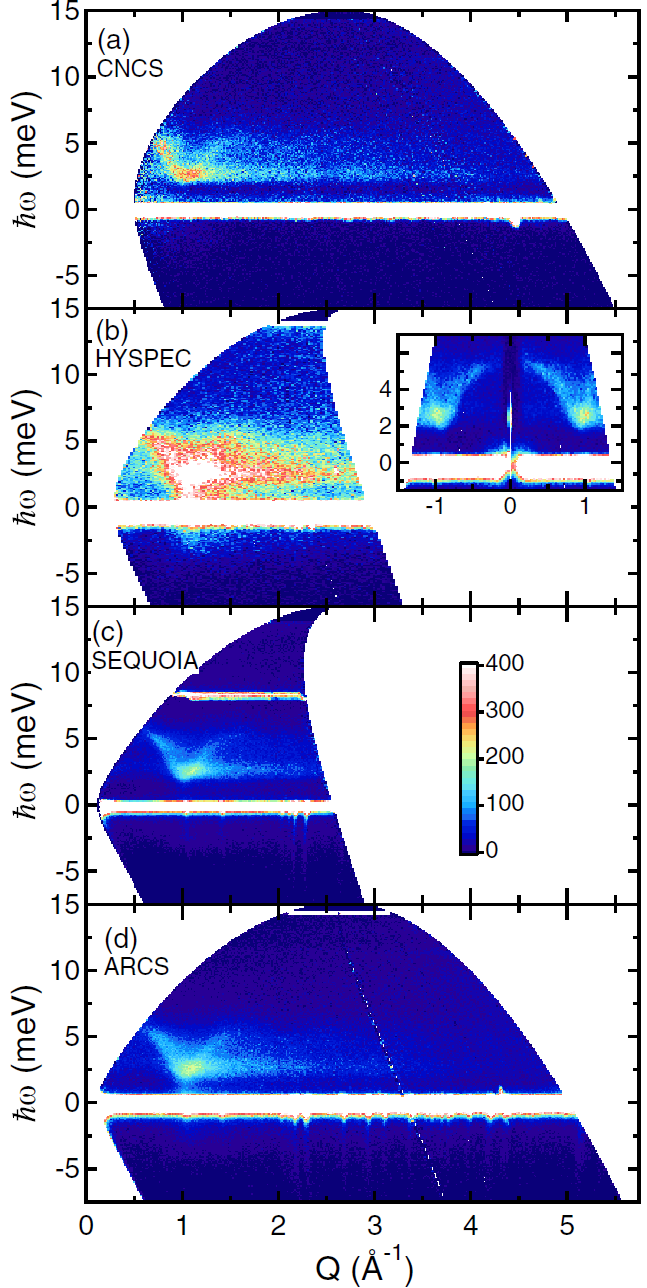 15
(a)
CNCS
10
5
0
-5
ħω (meV)
15
(b)
HYSPEC
10
5
0
-5
ħω (meV)
4
2
0
-1 0 1
15
(c)
SEQUOIA
10
5
0
-5
ħω (meV)
400
300
200
100
0
15
(d)
ARCS
10
5
0
-5
ħω (meV)
0 1 2 3 4 5
Q (Å⁻¹)